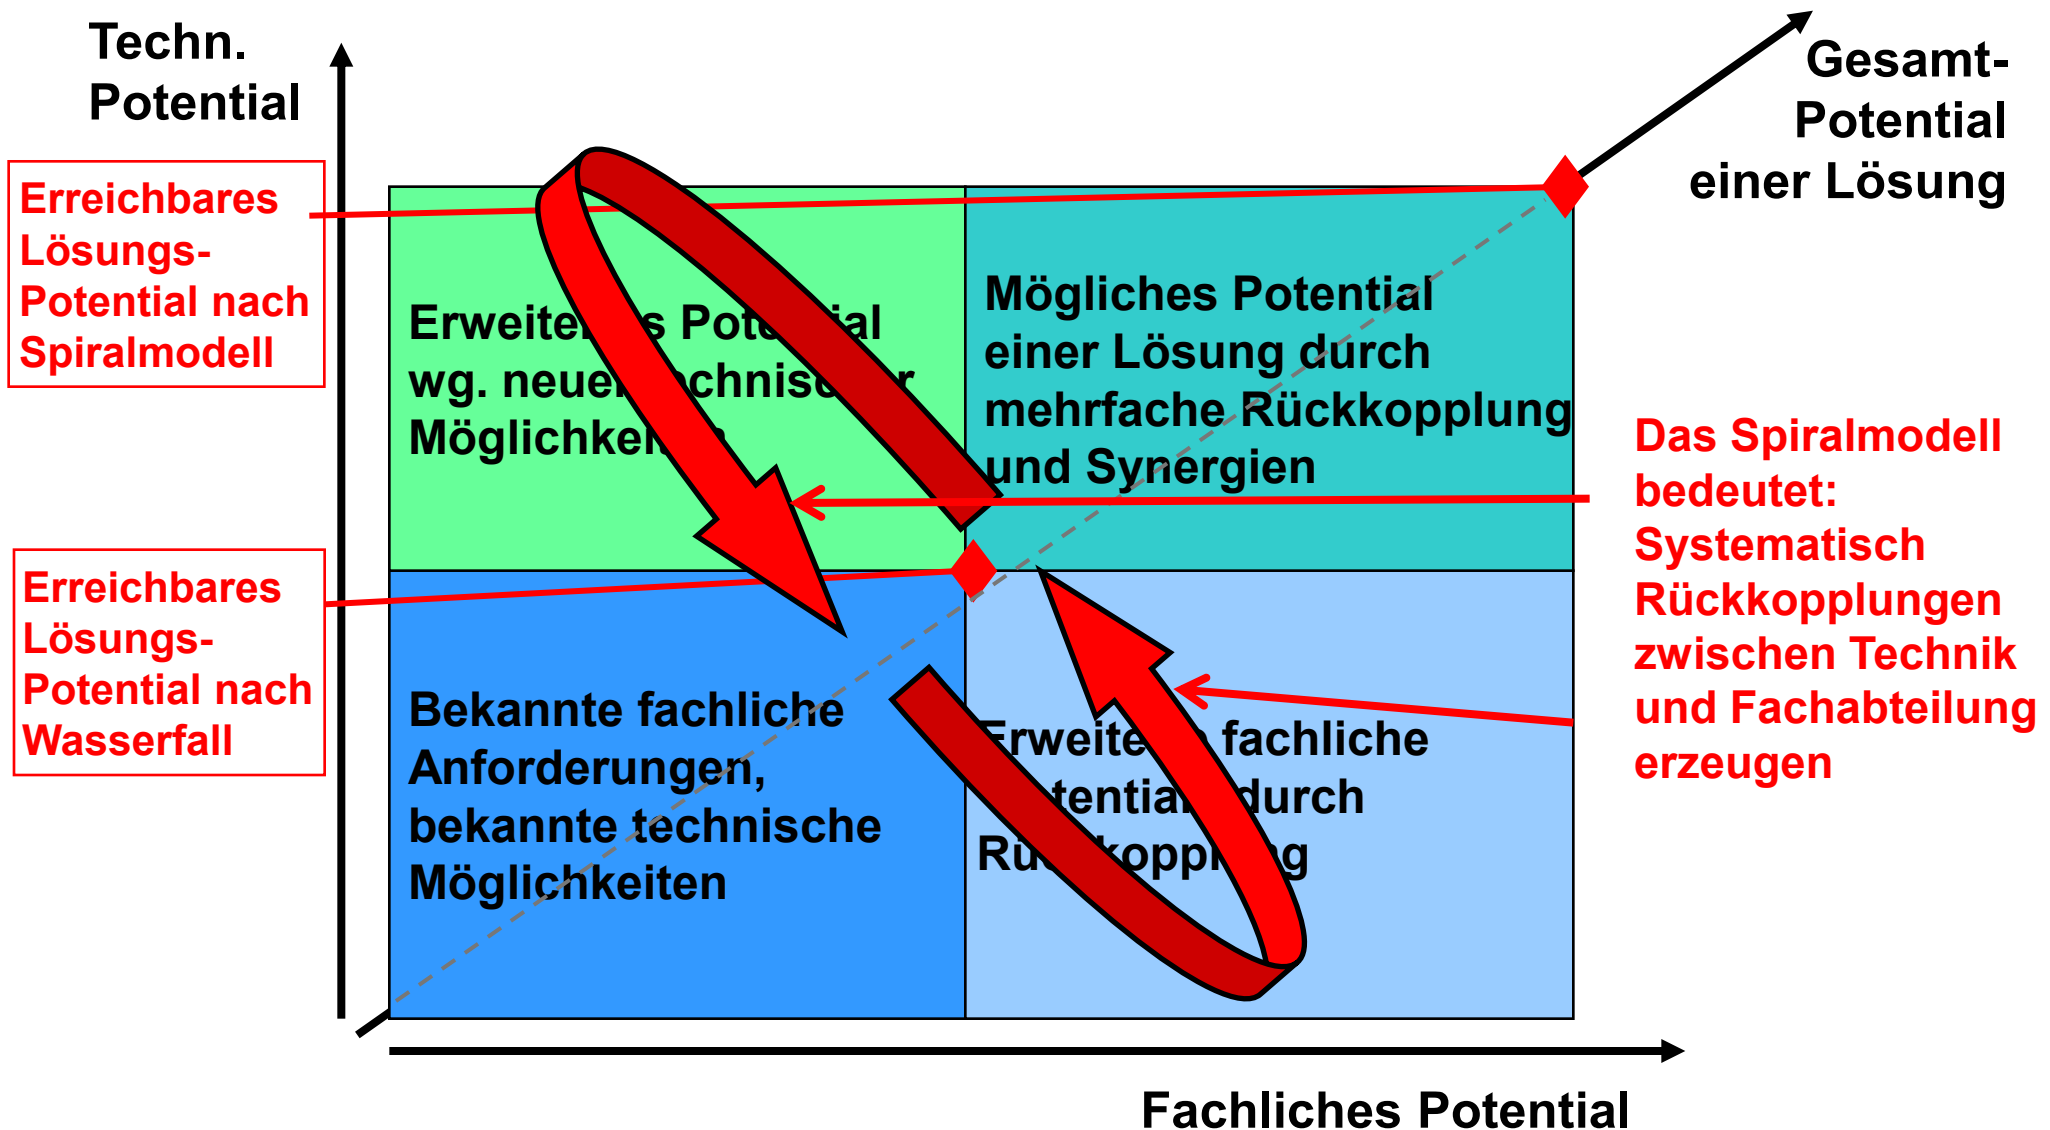 Techn.
Potential
Gesamt-
Potential
einer Lösung
Erreichbares
Lösungs-
Potential nach
Spiralmodell
Erreichbares
Lösungs-
Potential nach
Wasserfall
wg.
Mögliches Potential
einer Lösung durch
mehrfache Rückkopplung
und Synergien
Bekannte fachliche
Anforderungen,
bekannte technische
Möglichkeiten
fachliche
durch
Das Spiralmodell
bedeutet:
Systematisch
Rückkopplungen
zwischen Technik
und Fachabteilung
erzeugen
Fachliches Potential